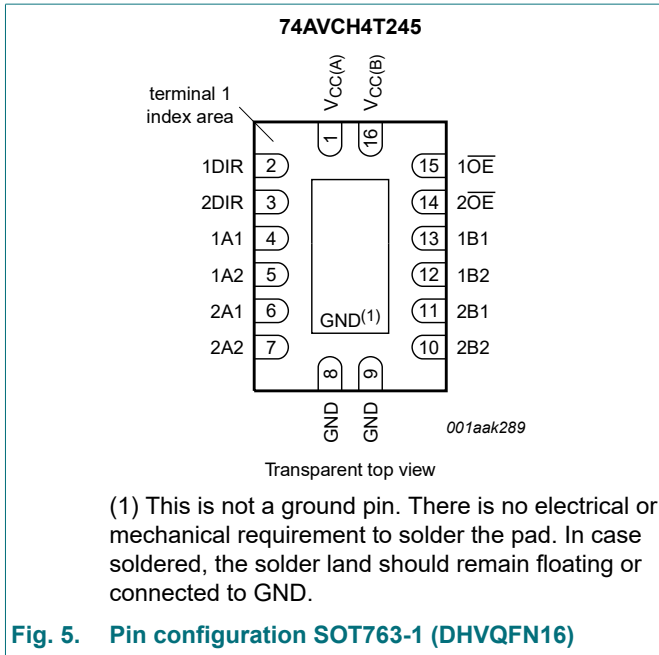 74AVCH4T245
terminal 1
index area
VCC(A)
VCC(B)
1
16
1DIR 2
15 1O̅E̅
2DIR 3
14 2O̅E̅
1A1 4
13 1B1
1A2 5
12 1B2
2A1 6
11 2B1
2A2 7
10 2B2
GND(1)
8
9
GND
GND
001aak289
Transparent top view
(1) This is not a ground pin. There is no electrical or
mechanical requirement to solder the pad. In case
soldered, the solder land should remain floating or
connected to GND.
Fig. 5. Pin configuration SOT763-1 (DHVQFN16)